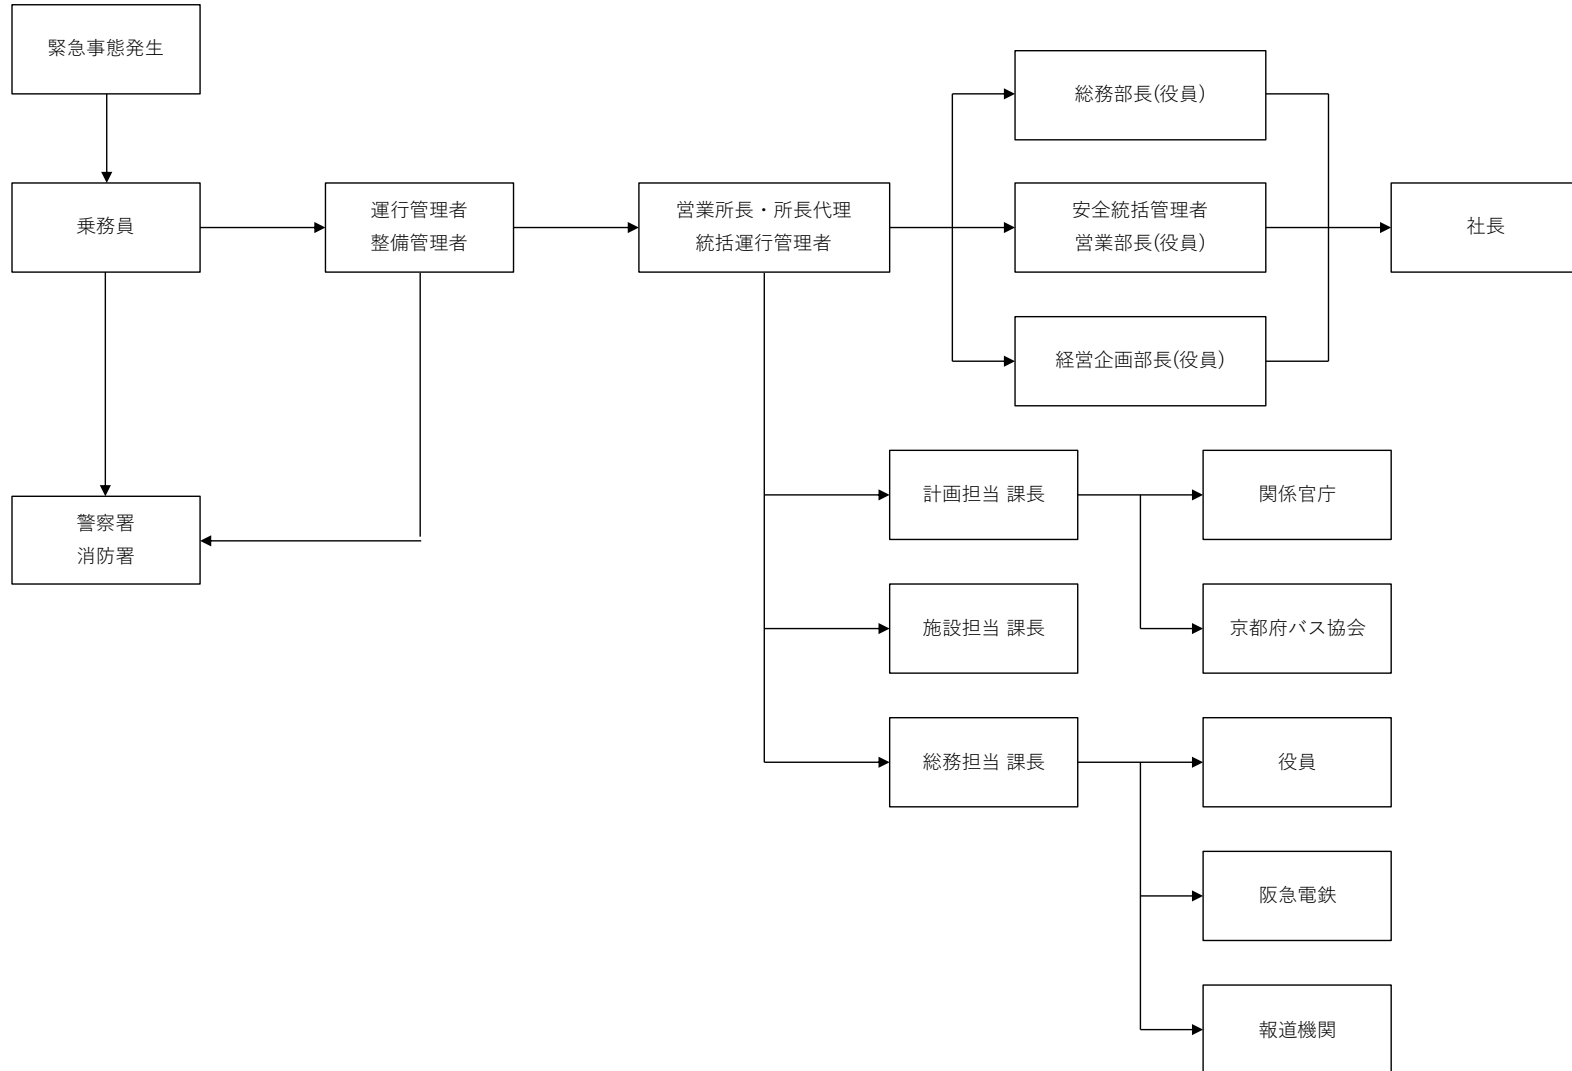 緊急事態発生
乗務員
運行管理者
整備管理者
営業所長・所長代理
統括運行管理者
総務部長(役員)
安全統括管理者
営業部長(役員)
経営企画部長(役員)
社長
警察署
消防署
計画担当 課長
関係官庁
施設担当 課長
京都府バス協会
総務担当 課長
役員
阪急電鉄
報道機関